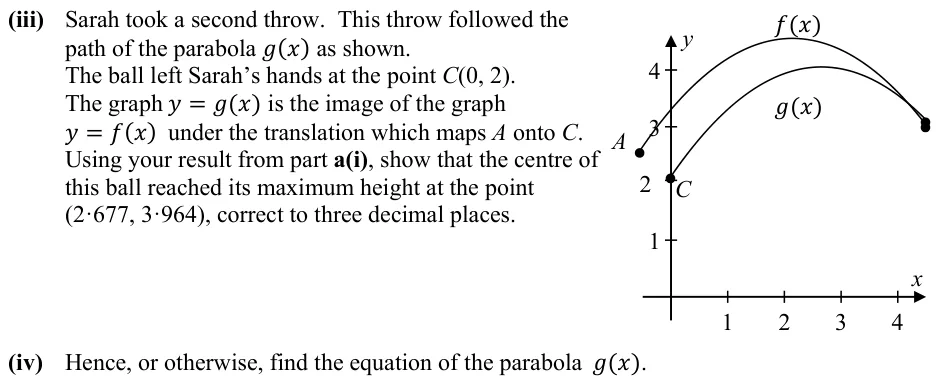 (iii) Sarah took a second throw. This throw followed the
path of the parabola g(x) as shown.
The ball left Sarah’s hands at the point C(0, 2).
The graph y = g(x) is the image of the graph
y = f(x) under the translation which maps A onto C.
Using your result from part a(i), show that the centre of
this ball reached its maximum height at the point
(2·677, 3·964), correct to three decimal places.
f(x)
y
4
g(x)
3
A
2
C
1
x
1 2 3 4
(iv) Hence, or otherwise, find the equation of the parabola g(x).